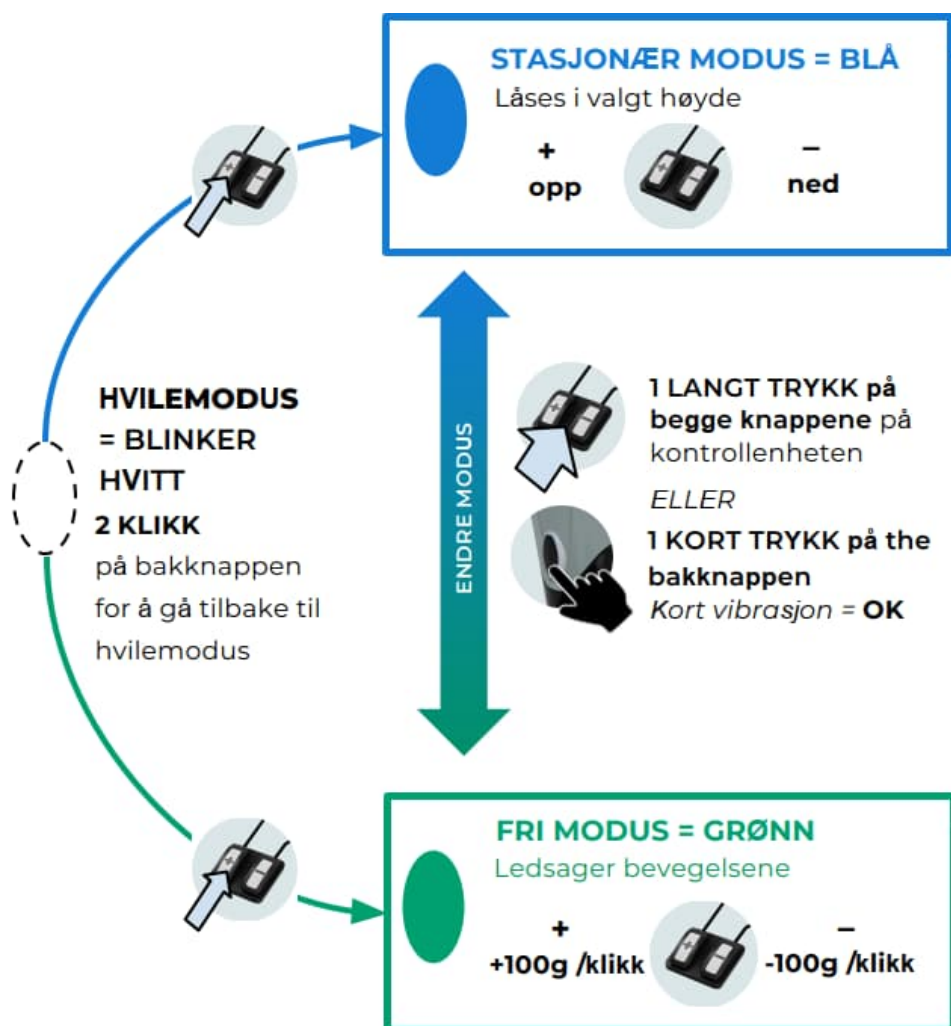 STASJONÆR MODUS = BLÅ
Låses i valgt høyde
+
opp
–
ned
HVILEMODUS
= BLINKER
HVITT
2 KLIKK
på bakknappen
for å gå tilbake til
hvilemodus
ENDRE MODUS
1 LANGT TRYKK på
begge knappene på
kontrollenheten
ELLER
1 KORT TRYKK på the
bakknappen
Kort vibrasjon = OK
FRI MODUS = GRØNN
Ledsager bevegelsene
+
+100g /klikk
–
-100g /klikk